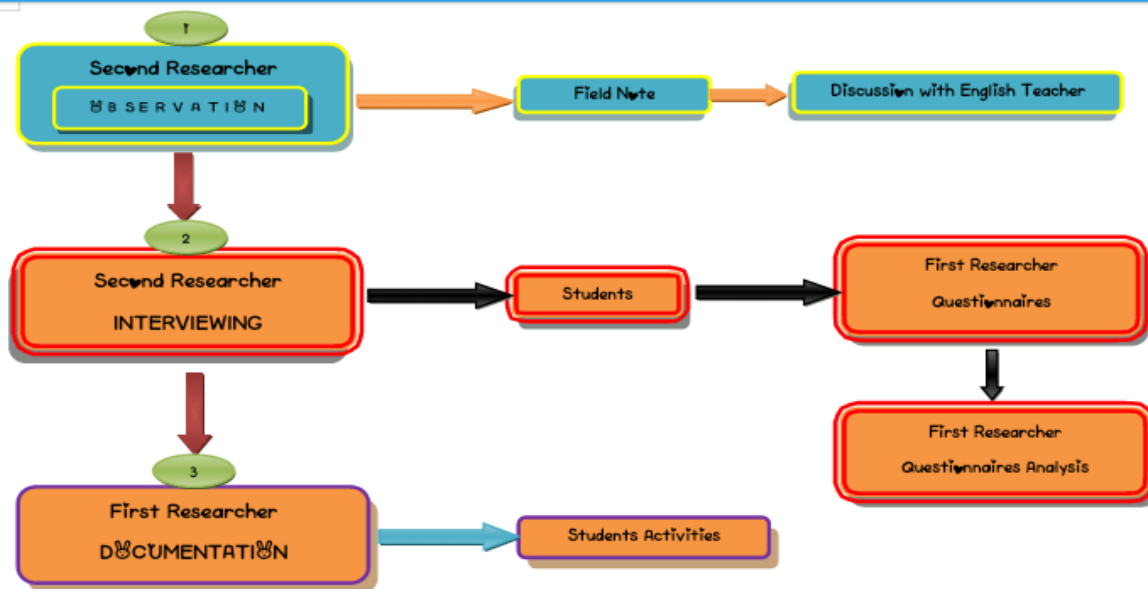 1
Second Researcher
OBSERVATION
Field Note
Discussion with English Teacher
2
Second Researcher
INTERVIEWING
Students
First Researcher
Questionnaires
First Researcher
Questionnaires Analysis
3
First Researcher
DOCUMENTATION
Students Activities